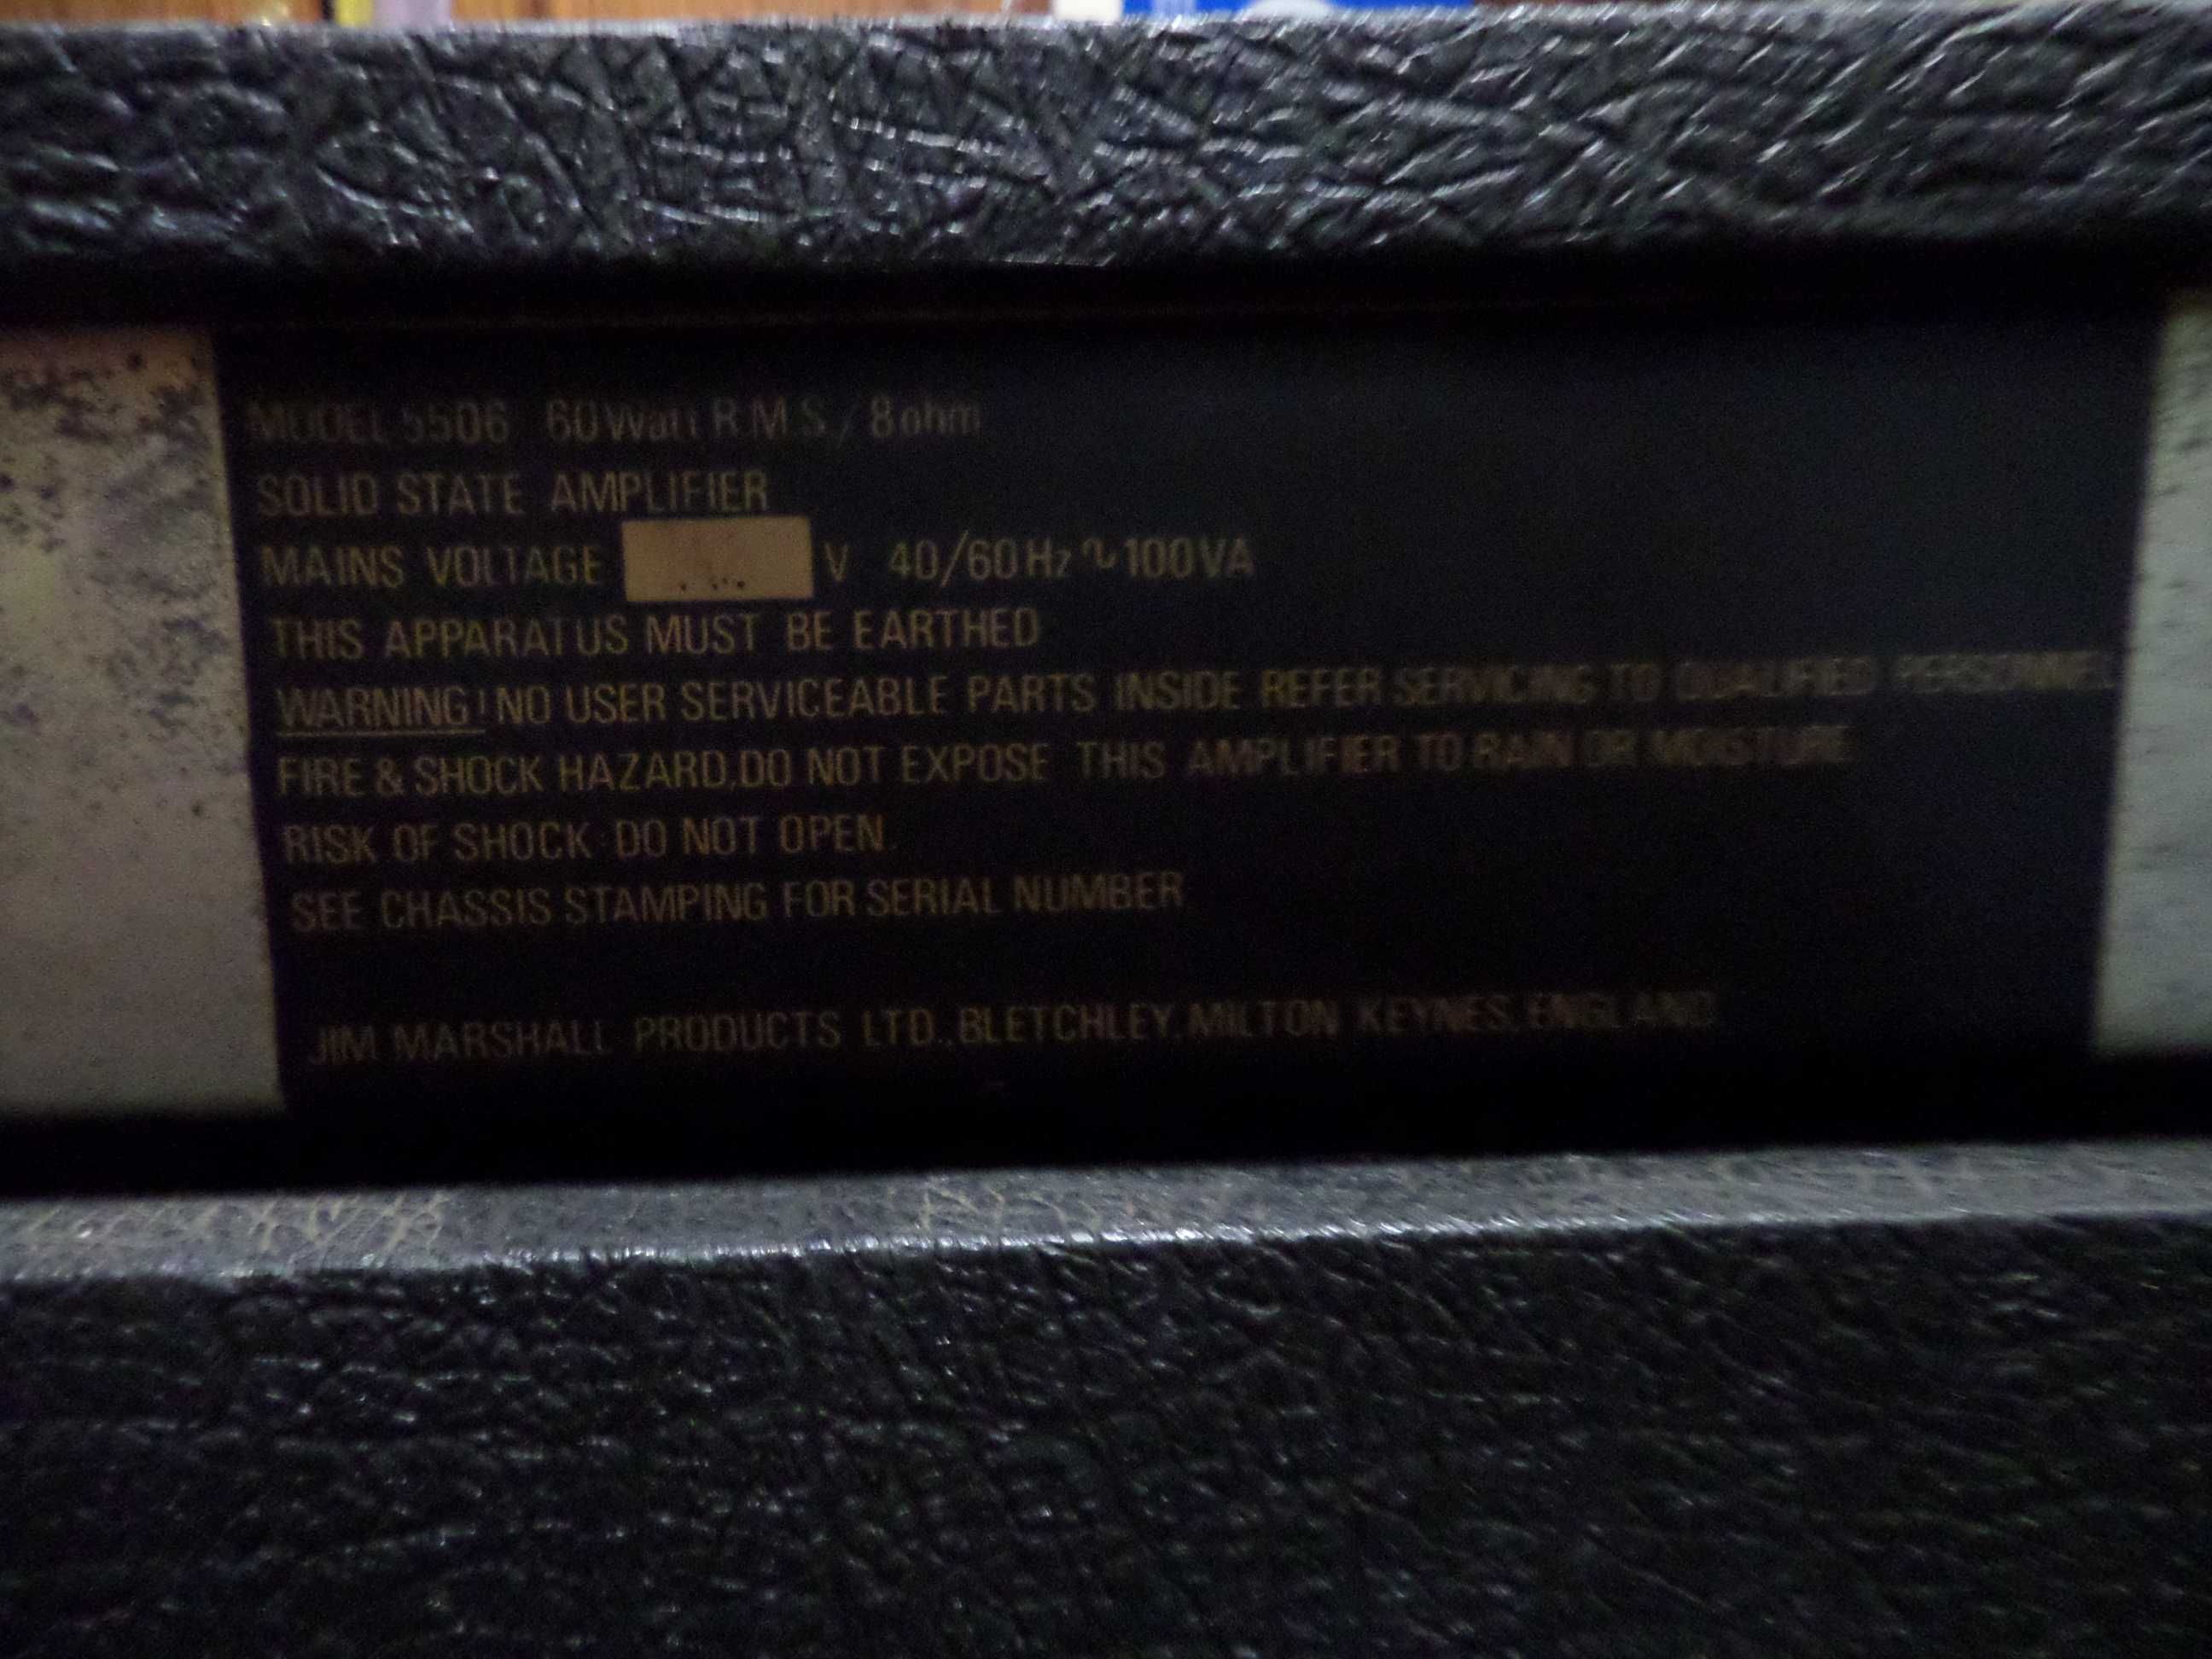 MODEL 5506 60Watt R.M.S./8ohm
SOLID STATE AMPLIFIER
MAINS VOLTAGE V 40/60Hz ∿ 100VA
THIS APPARATUS MUST BE EARTHED
WARNING! NO USER SERVICEABLE PARTS INSIDE REFER SERVICING TO QUALIFIED PERSONNEL
FIRE & SHOCK HAZARD,DO NOT EXPOSE THIS AMPLIFIER TO RAIN OR MOISTURE
RISK OF SHOCK DO NOT OPEN.
SEE CHASSIS STAMPING FOR SERIAL NUMBER
JIM MARSHALL PRODUCTS LTD.,BLETCHLEY,MILTON KEYNES,ENGLAND